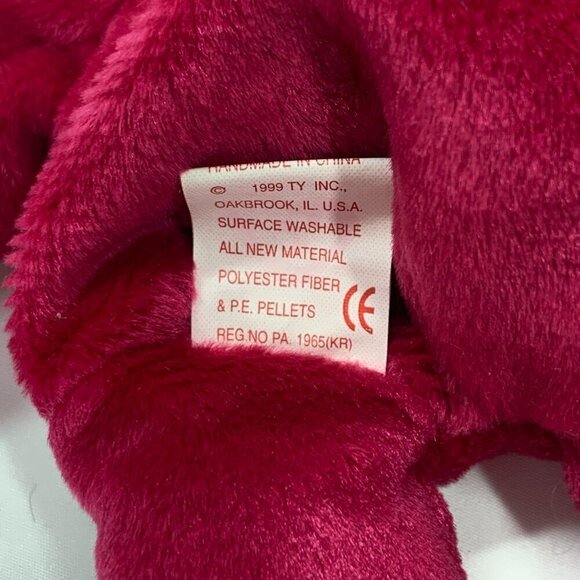 HANDMADE IN CHINA
© 1999 TY INC.,
OAKBROOK, IL. U.S.A.
SURFACE WASHABLE
ALL NEW MATERIAL
POLYESTER FIBER
& P.E. PELLETS CE
REG.NO PA. 1965(KR)